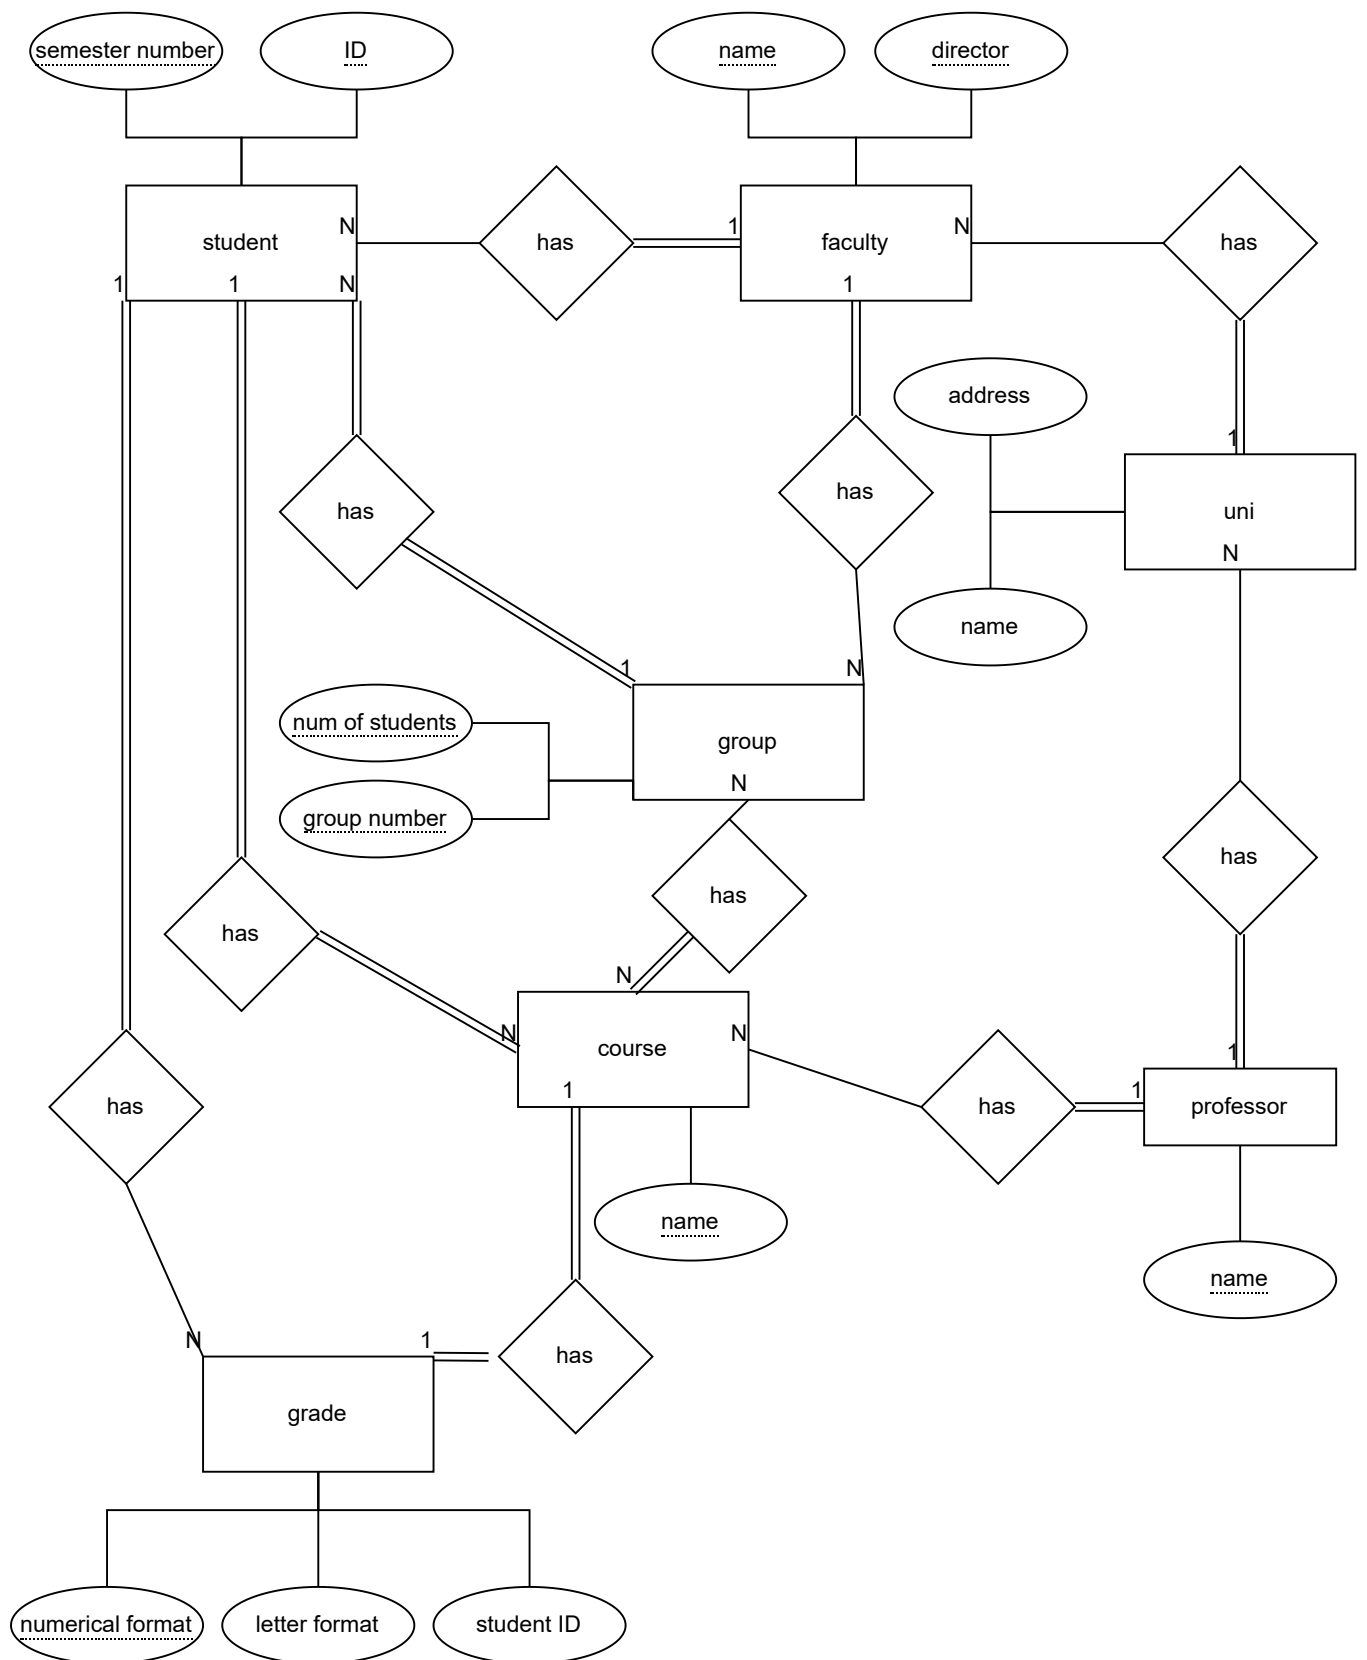 semester number
ID
name
director
N
1
N
student
has
faculty
has
1
1
N
1
address
1
has
has
uni
N
name
1
N
num of students
group
N
group number
has
has
has
N
N
course
N
1
1
1
has
has
professor
name
name
N
1
has
grade
numerical format
letter format
student ID